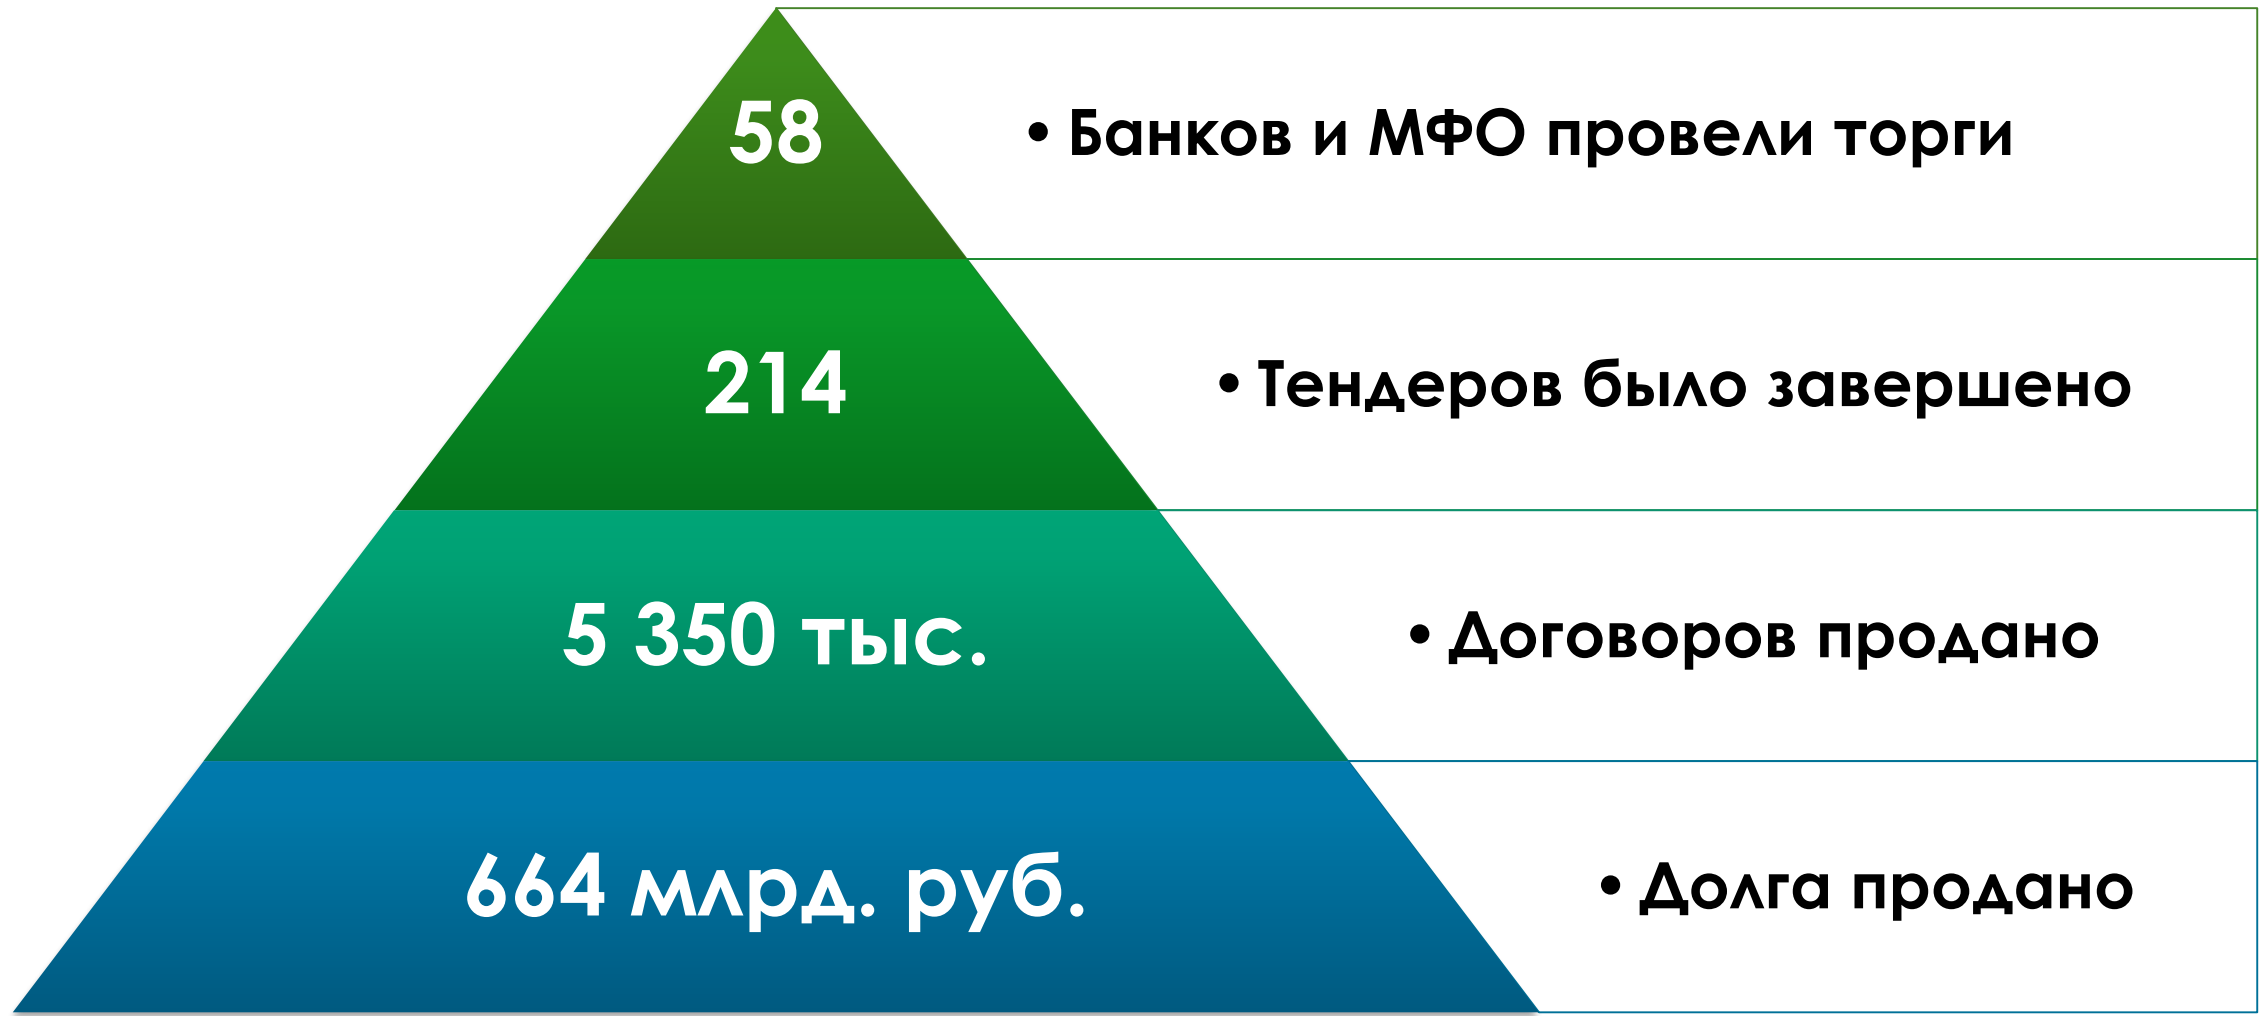 58
• Банков и МФО провели торги
214
• Тендеров было завершено
5 350 тыс.
• Договоров продано
664 млрд. руб.
• Долга продано